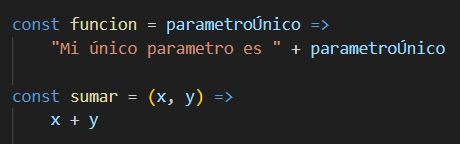 const funcion = parametroÚnico =>
    "Mi único parametro es " + parametroÚnico
const sumar = (x, y) =>
    x + y